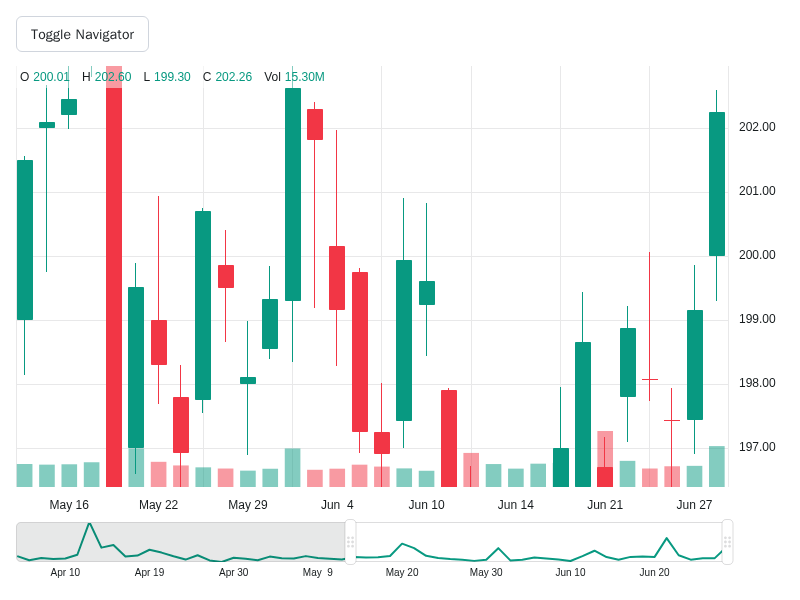 Toggle Navigator
O 200.01 H 202.60 L 199.30 C 202.26 Vol 15.30M
202.00
201.00
200.00
199.00
198.00
197.00
May 16 May 22 May 29 Jun 4 Jun 10 Jun 14 Jun 21 Jun 27
Apr 10 Apr 19 Apr 30 May 9 May 20 May 30 Jun 10 Jun 20